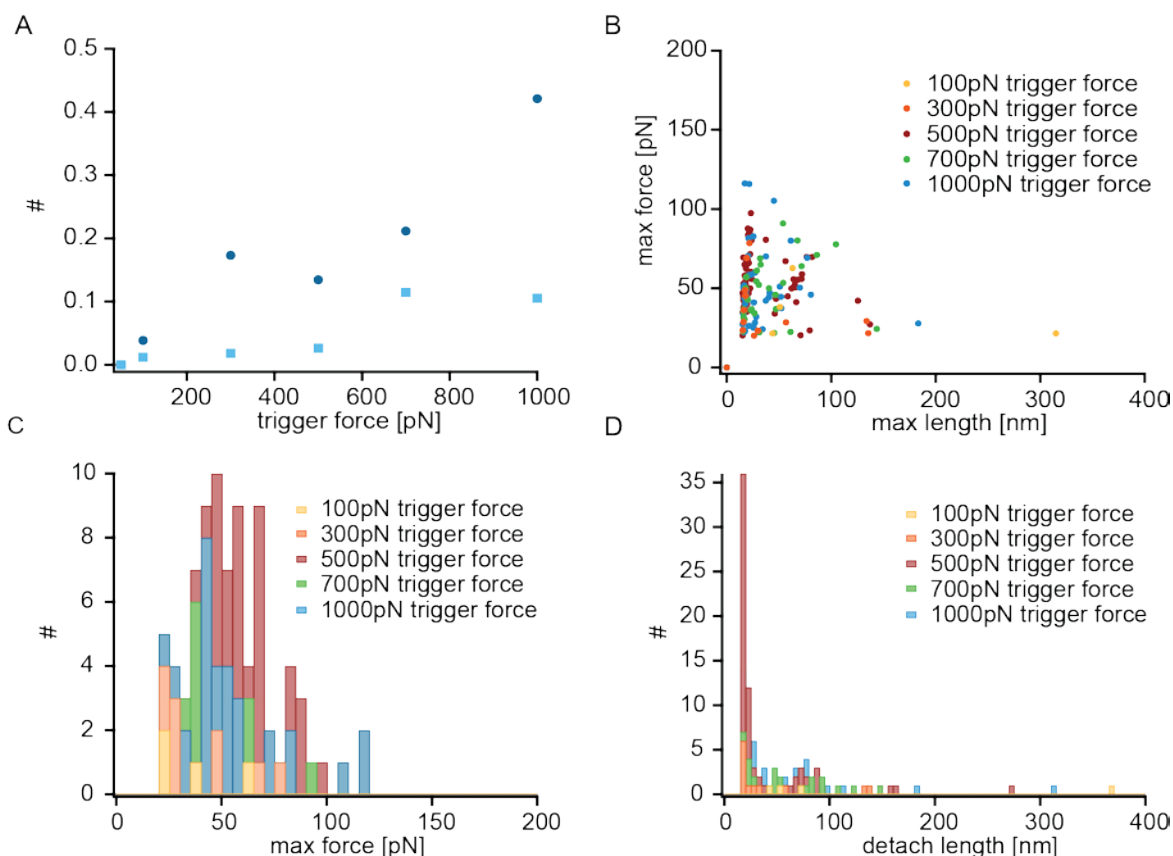 A
0.5
0.4
0.3
0.2
0.1
0.0
#
200
400
600
800
1000
trigger force [pN]
B
200
150
100
50
0
max force [pN]
100pN trigger force
300pN trigger force
500pN trigger force
700pN trigger force
1000pN trigger force
0
100
200
300
400
max length [nm]
C
10
8
6
4
2
0
#
100pN trigger force
300pN trigger force
500pN trigger force
700pN trigger force
1000pN trigger force
0
50
100
150
200
max force [pN]
D
35
30
25
20
15
10
5
0
#
100pN trigger force
300pN trigger force
500pN trigger force
700pN trigger force
1000pN trigger force
0
100
200
300
400
detach length [nm]